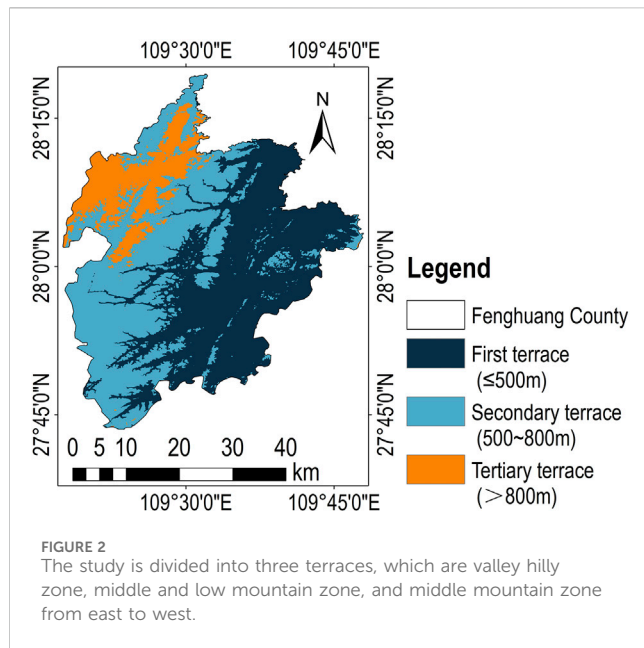 109°30'0"E 109°45'0"E
28°15'0"N
28°0'0"N
27°45'0"N
N
28°15'0"N
28°0'0"N
27°45'0"N
Legend
Fenghuang County
First terrace
(≤500m)
Secondary terrace
(500~800m)
Tertiary terrace
(＞800m)
0 5 10 20 30 40
km
109°30'0"E 109°45'0"E
FIGURE 2
The study is divided into three terraces, which are valley hilly
zone, middle and low mountain zone, and middle mountain zone
from east to west.